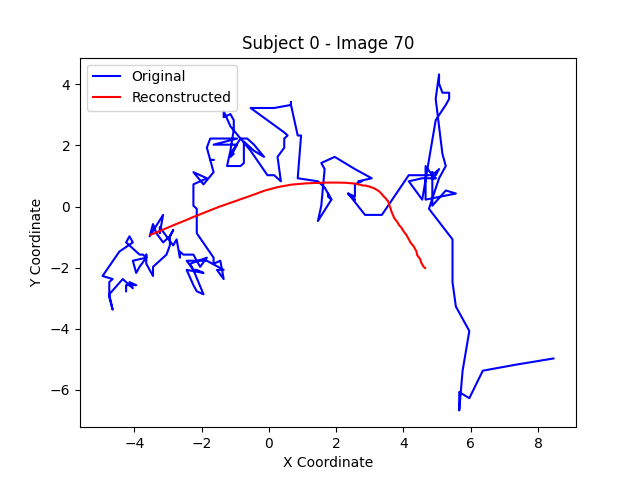 Subject 0 - Image 70
Original
Reconstructed
4
2
0
−2
−4
−6
Y Coordinate
−4 −2 0 2 4 6 8
X Coordinate